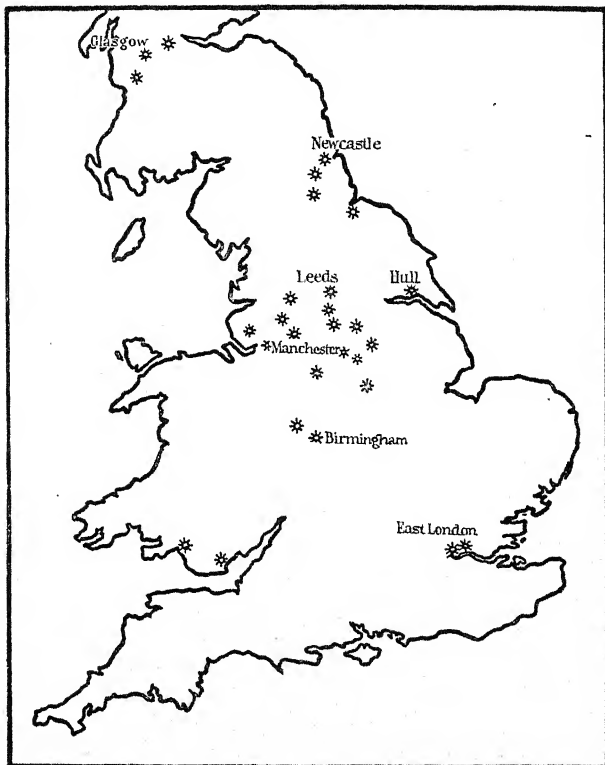 Glasgow
Newcastle
Leeds
Hull
Manchester
Birmingham
East London